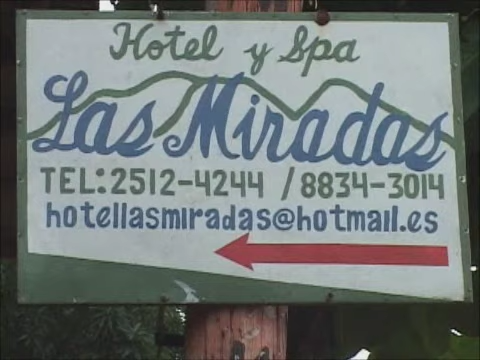 Hotel y Spa
Las Miradas
TEL:2512-4244 /8834-3014
hotellasmiradas@hotmail.es